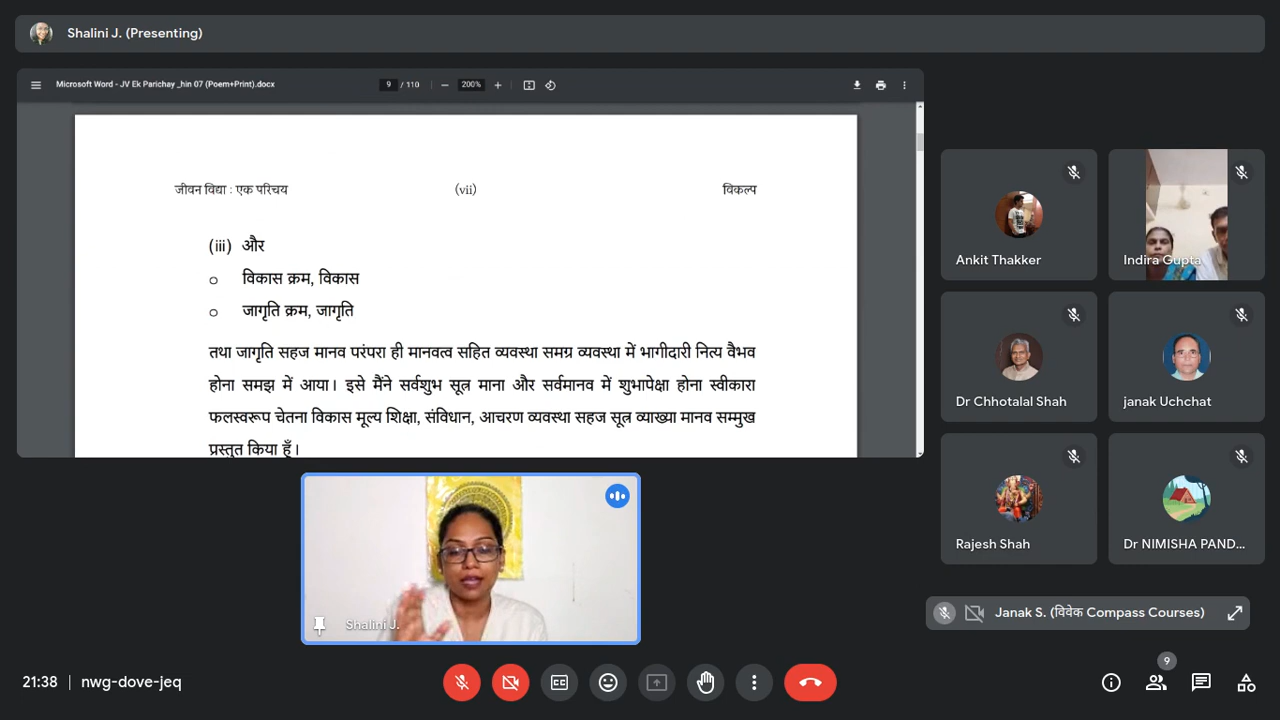 Shalini J. (Presenting)
Microsoft Word - JV Ek Parichay _hin 07 (Poem+Print).docx
9 / 110
200%
जीवन विद्या : एक परिचय (vii) विकल्प
(iii) और
o विकास क्रम, विकास
o जागृति क्रम, जागृति
तथा जागृति सहज मानव परंपरा ही मानवत्व सहित व्यवस्था समग्र व्यवस्था में भागीदारी नित्य वैभव
होना समझ में आया। इसे मैंने सर्वशुभ सूत्र माना और सर्वमानव में शुभापेक्षा होना स्वीकारा
फलस्वरूप चेतना विकास मूल्य शिक्षा, संविधान, आचरण व्यवस्था सहज सूत्र व्याख्या मानव सम्मुख
प्रस्तुत किया हूँ।
Ankit Thakker
Indira Gupta
Dr Chhotalal Shah
janak Uchchat
Rajesh Shah
Dr NIMISHA PAND...
Shalini J.
Janak S. (विवेक Compass Courses)
21:38 | nwg-dove-jeq
9